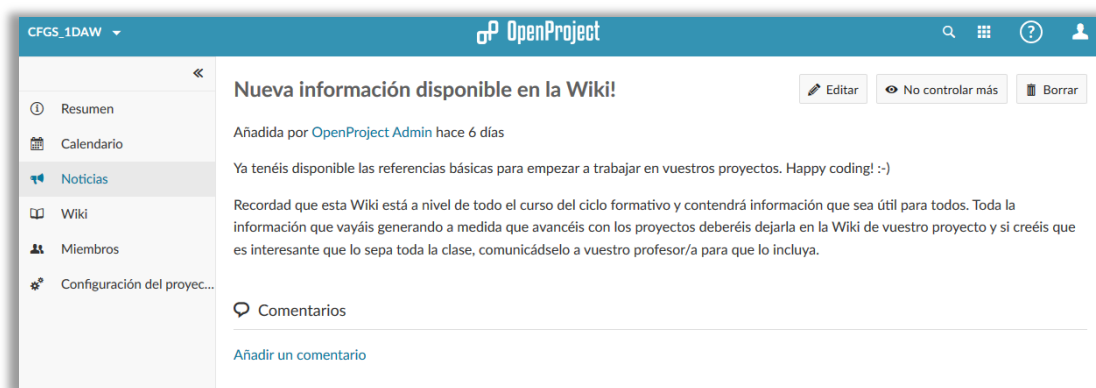 CFGS_1DAW
OpenProject
Resumen
Calendario
Noticias
Wiki
Miembros
Configuración del proyec...
Nueva información disponible en la Wiki!
Editar
No controlar más
Borrar
Añadida por OpenProject Admin hace 6 días
Ya tenéis disponible las referencias básicas para empezar a trabajar en vuestros proyectos. Happy coding! :-)
Recordad que esta Wiki está a nivel de todo el curso del ciclo formativo y contendrá información que sea útil para todos. Toda la
información que vayáis generando a medida que avancéis con los proyectos deberéis dejarla en la Wiki de vuestro proyecto y si creéis que
es interesante que lo sepa toda la clase, comunicádselo a vuestro profesor/a para que lo incluya.
Comentarios
Añadir un comentario